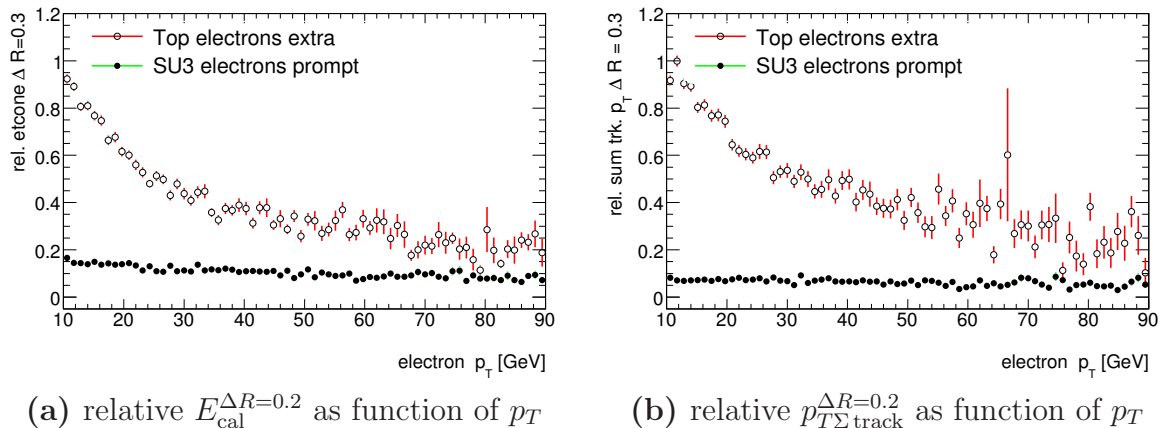 rel. etcone Δ R=0.3
1.2
1
0.8
0.6
0.4
0.2
0
Top electrons extra
SU3 electrons prompt
10 20 30 40 50 60 70 80 90
electron p_T [GeV]
(a) relative E_cal^{ΔR=0.2} as function of p_T
rel. sum trk. p_T Δ R = 0.3
1.2
1
0.8
0.6
0.4
0.2
0
Top electrons extra
SU3 electrons prompt
10 20 30 40 50 60 70 80 90
electron p_T [GeV]
(b) relative p_{TΣ track}^{ΔR=0.2} as function of p_T